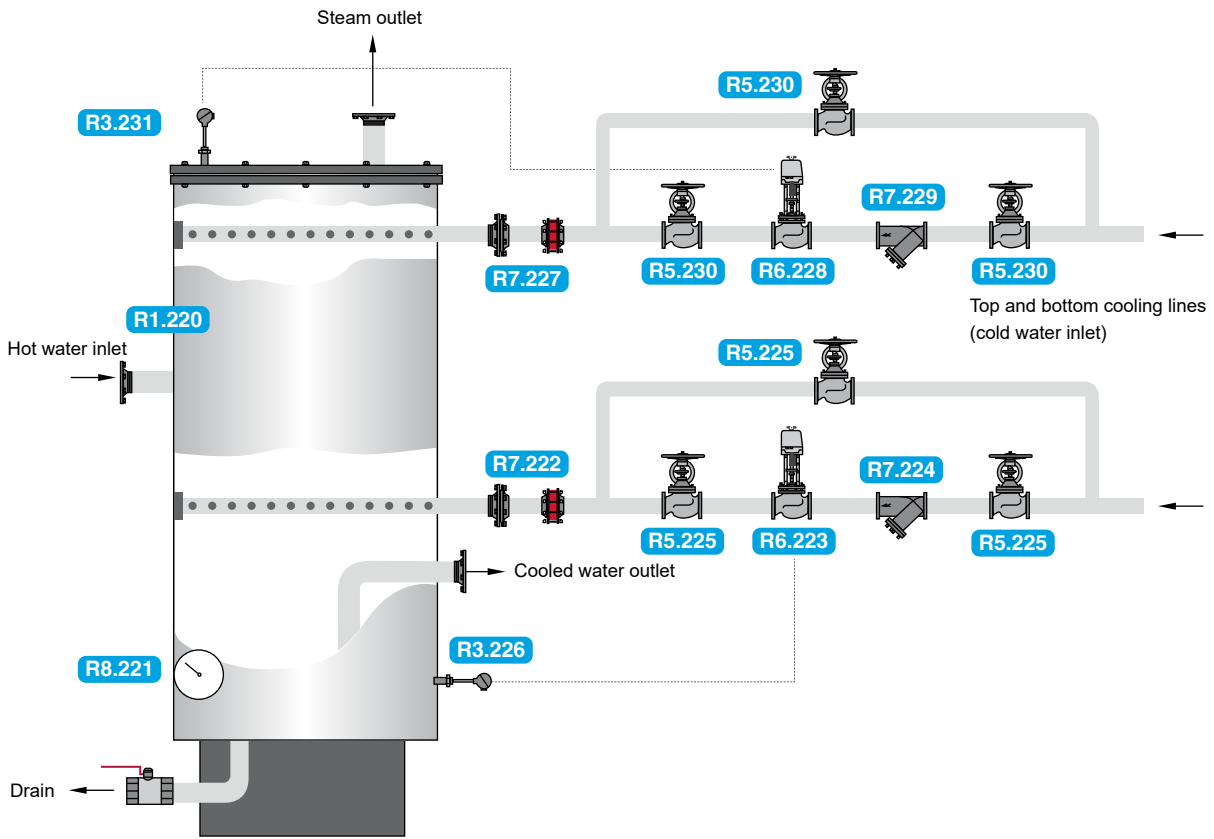 Steam outlet
R5.230
R3.231
R7.229
R7.227
R5.230
R6.228
R5.230
Top and bottom cooling lines
(cold water inlet)
R1.220
Hot water inlet
R5.225
R7.222
R7.224
R5.225
R6.223
R5.225
Cooled water outlet
R3.226
R8.221
Drain